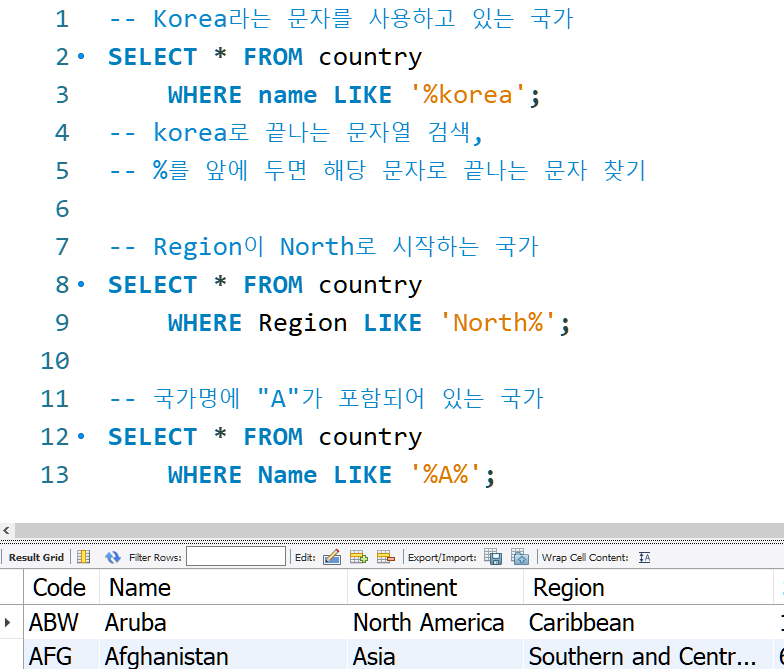 1 -- Korea라는 문자를 사용하고 있는 국가
2 SELECT * FROM country
3 WHERE name LIKE '%korea';
4 -- korea로 끝나는 문자열 검색,
5 -- %를 앞에 두면 해당 문자로 끝나는 문자 찾기
6
7 -- Region이 North로 시작하는 국가
8 SELECT * FROM country
9 WHERE Region LIKE 'North%';
10
11 -- 국가명에 "A"가 포함되어 있는 국가
12 SELECT * FROM country
13 WHERE Name LIKE '%A%';
Result Grid Filter Rows: Edit: Export/Import: Wrap Cell Content:
Code Name Continent Region
ABW Aruba North America Caribbean
AFG Afghanistan Asia Southern and Centr...